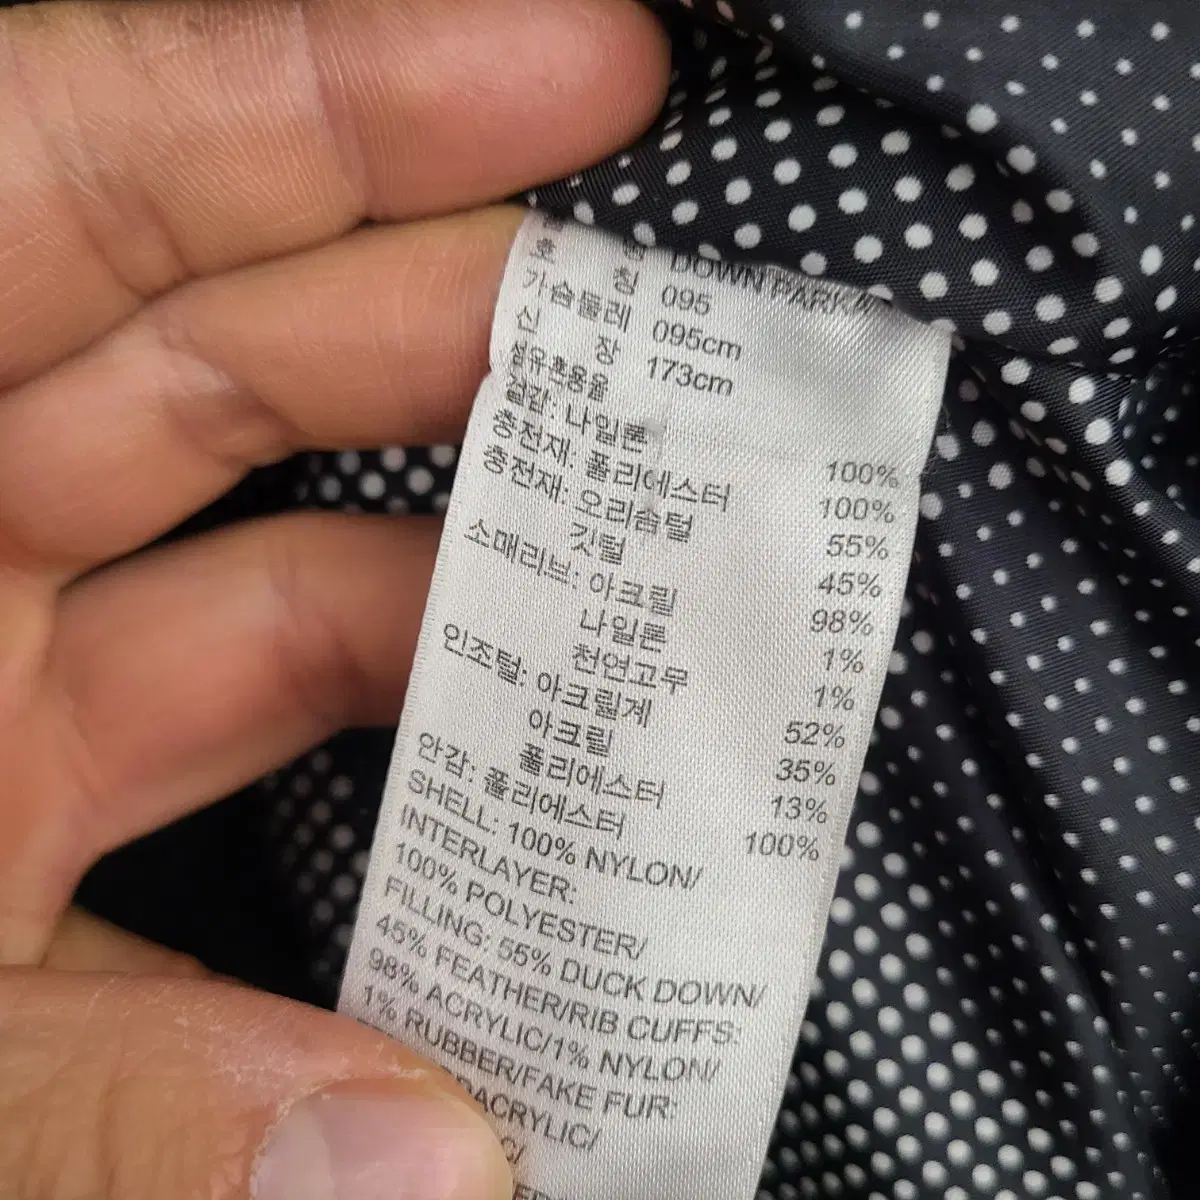 DOWN PARKA
호 칭 095
가슴둘레 095cm
신 장 173cm
섬유혼용율
겉감: 나일론 100%
충전재: 폴리에스터 100%
충전재: 오리솜털 55%
깃털 45%
소매리브: 아크릴 98%
나일론 1%
천연고무 1%
인조털: 아크릴계 52%
아크릴 35%
폴리에스터 13%
안감: 폴리에스터 100%
SHELL: 100% NYLON/
INTERLAYER:
100% POLYESTER/
FILLING: 55% DUCK DOWN/
45% FEATHER/RIB CUFFS:
98% ACRYLIC/1% NYLON/
1% RUBBER/FAKE FUR:
ACRYLIC/